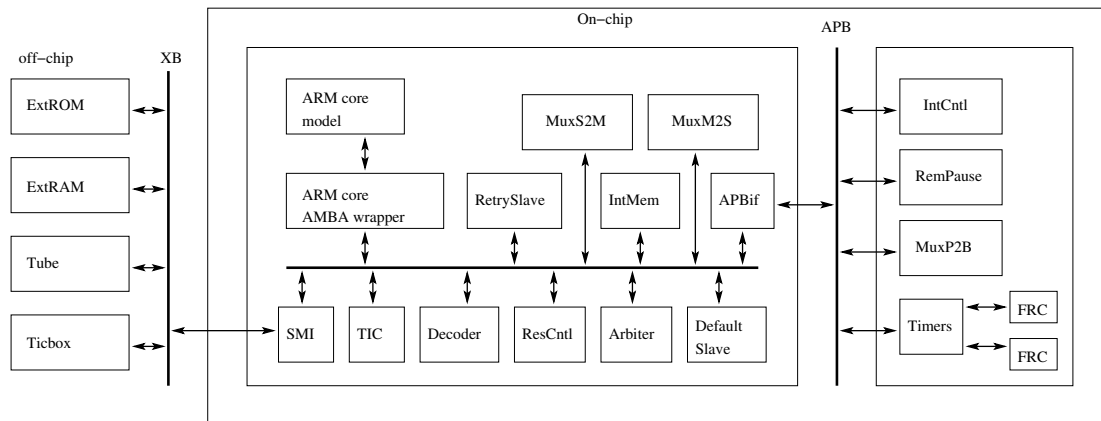 On−chip
off−chip
XB
APB
ExtROM
ExtRAM
Tube
Ticbox
ARM core
model
ARM core
AMBA wrapper
MuxS2M
MuxM2S
RetrySlave
IntMem
APBif
SMI
TIC
Decoder
ResCntl
Arbiter
Default
Slave
IntCntl
RemPause
MuxP2B
Timers
FRC
FRC